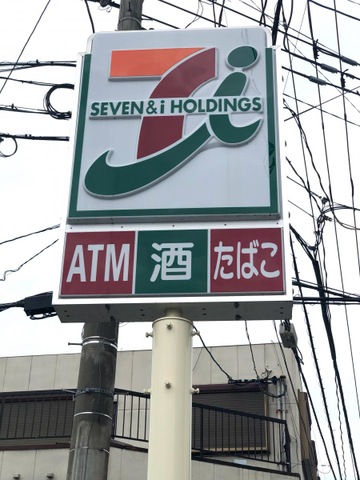 SEVEN & i HOLDINGS
ATM 酒 たばこ